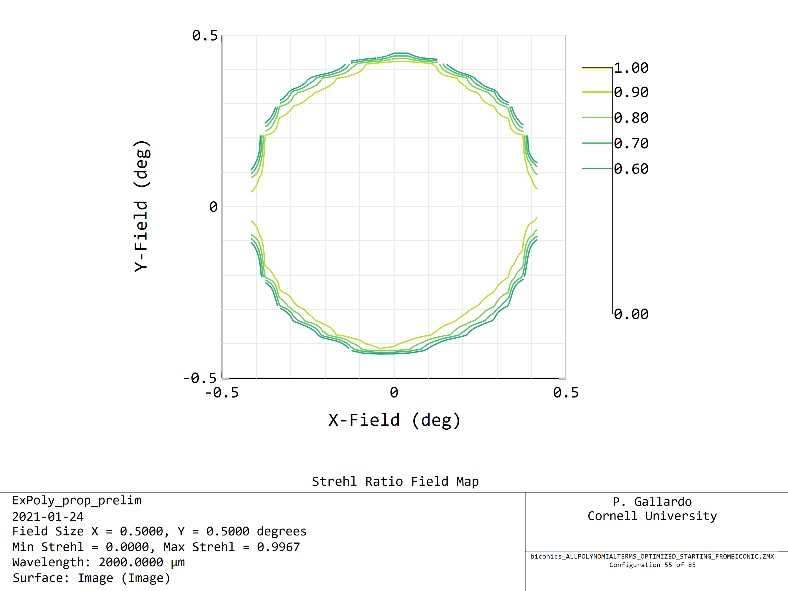 0.5
0
-0.5
Y-Field (deg)
-0.5 0 0.5
X-Field (deg)
1.00
0.90
0.80
0.70
0.60
0.00
Strehl Ratio Field Map
ExPoly_prop_prelim
2021-01-24
Field Size X = 0.5000, Y = 0.5000 degrees
Min Strehl = 0.0000, Max Strehl = 0.9967
Wavelength: 2000.0000 µm
Surface: Image (Image)
P. Gallardo
Cornell University
biconics_ALLPOLYNOMIALTERMS_OPTIMIZED_STARTING_FROMBICONIC.ZMX
Configuration 55 of 85